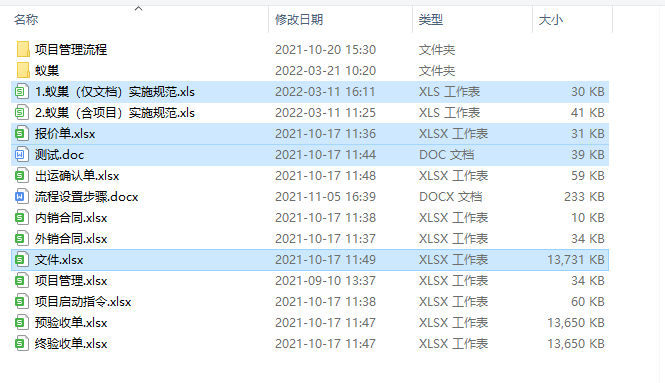 名称 修改日期 类型 大小
项目管理流程 2021-10-20 15:30 文件夹
蚁巢 2022-03-21 10:20 文件夹
1.蚁巢（仅文档）实施规范.xls 2022-03-11 16:11 XLS 工作表 30 KB
2.蚁巢（含项目）实施规范.xls 2022-03-11 11:25 XLS 工作表 41 KB
报价单.xlsx 2021-10-17 11:36 XLSX 工作表 31 KB
测试.doc 2021-10-17 11:44 DOC 文档 39 KB
出运确认单.xlsx 2021-10-17 11:48 XLSX 工作表 59 KB
流程设置步骤.docx 2021-11-05 16:39 DOCX 文档 233 KB
内销合同.xlsx 2021-10-17 11:38 XLSX 工作表 10 KB
外销合同.xlsx 2021-10-17 11:37 XLSX 工作表 34 KB
文件.xlsx 2021-10-17 11:49 XLSX 工作表 13,731 KB
项目管理.xlsx 2021-09-10 13:37 XLSX 工作表 34 KB
项目启动指令.xlsx 2021-10-17 11:38 XLSX 工作表 60 KB
预验收单.xlsx 2021-10-17 11:47 XLSX 工作表 13,650 KB
终验收单.xlsx 2021-10-17 11:47 XLSX 工作表 13,650 KB